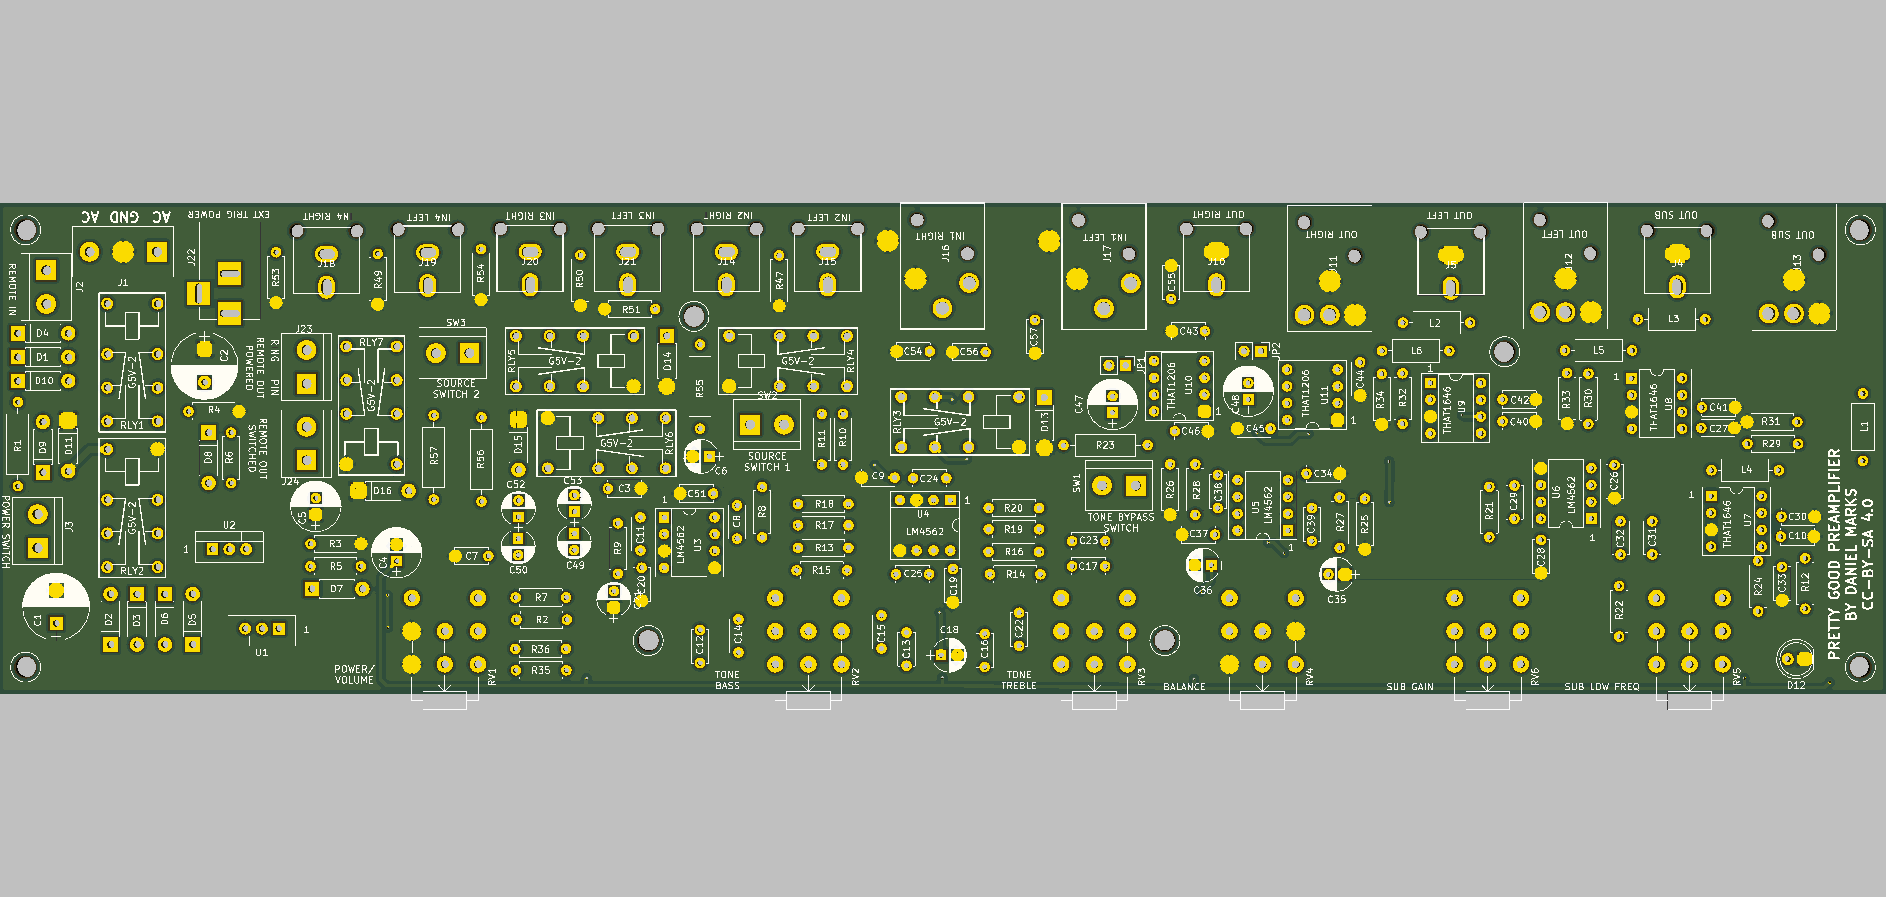 AC GND AC
EXT TRIG POWER
J22
IN4 RIGHT
IN4 LEFT
IN3 RIGHT
IN3 LEFT
IN2 RIGHT
IN2 LEFT
IN1 RIGHT
J16
IN1 LEFT
J17
OUT RIGHT
OUT RIGHT
OUT LEFT
OUT LEFT
OUT SUB
OUT SUB
REMOTE IN
J2
J1
R53
J18
R49
J19
R54
J20
R50
J21
J14
R47
J15
C55
R51
D4
D1
D10
G5V-2
RLY1
C2
J23
REMOTE OUT
POWERED
RLY7
G5V-2
SW3
SOURCE
SWITCH 2
RLY5
G5V-2
D14
R55
G5V-2
RLY4
C54
C56
C57
C43
JP1
JP2
THAT1206
U10
THAT1206
U11
C44
L2
L6
L5
L3
R34
R32
THAT1646
U9
1
C42
C40
R33
R30
1
THAT1646
U8
C41
C27
R31
R29
L1
R1
D9
D11
R4
D8
R6
REMOTE OUT
SWITCHED
J24
R57
R56
D15
G5V-2
RLY6
C6
SW2
SOURCE
SWITCH 1
R11
R10
RLY3
G5V-2
D13
C47
R23
C48
C46
C45
POWER SWITCH
J3
G5V-2
RLY2
U2
1
C5
D16
C52
C53
C3
C51
C50
C49
C4
R3
R5
D7
C7
R9
C11
1
LM4562
U3
C8
R8
R18
R17
R13
R15
C9
C24
U4
1
LM4562
C25
C19
R20
R19
R16
R14
SW1
TONE BYPASS
SWITCH
C23
C17
R26
R28
C38
C37
C36
U5
LM4562
1
C34
C39
R27
R25
C35
R21
C29
U6
LM4562
1
C28
C26
C32
C31
L4
1
THAT1646
U7
C30
C10
R24
C33
R12
PRETTY GOOD PREAMPLIFIER
BY DANIEL MARKS
CC-BY-SA 4.0
C1
D2
D3
D6
D5
U1
1
R7
R2
R36
R35
C20
C12
C14
C15
C13
C18
C16
C22
R22
D12
POWER/
VOLUME
RV1
TONE
BASS
RV2
TONE
TREBLE
RV3
BALANCE
RV4
SUB GAIN
RV6
SUB LOW FREQ
RV5